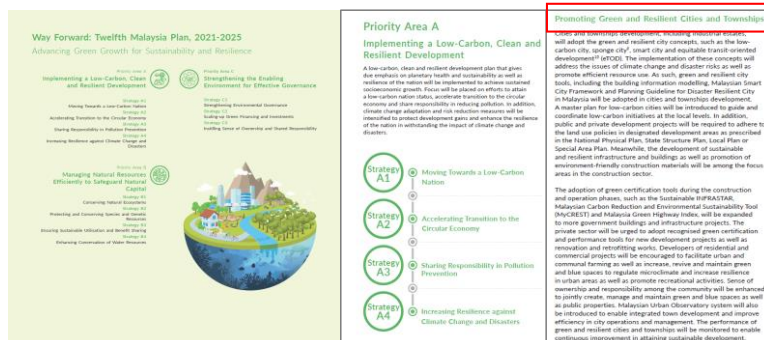 Way Forward: Twelfth Malaysia Plan, 2021-2025
Advancing Green Growth for Sustainability and Resilience
Priority Area A
Implementing a Low-Carbon, Clean
and Resilient Development
Strategy A1
Moving Towards a Low-Carbon Nation
Strategy A2
Accelerating Transition to the Circular Economy
Strategy A3
Sharing Responsibility in Pollution Prevention
Strategy A4
Increasing Resilience against Climate Change and
Disasters
Priority Area C
Strengthening the Enabling
Environment for Effective Governance
Strategy C1
Strengthening Environmental Governance
Strategy C2
Scaling-up Green Financing and Investments
Strategy C3
Instilling Sense of Ownership and Shared Responsibility
Priority Area B
Managing Natural Resources
Efficiently to Safeguard Natural
Capital
Strategy B1
Conserving Natural Ecosystems
Strategy B2
Protecting and Conserving Species and Genetic
Resources
Strategy B3
Ensuring Sustainable Utilisation and Benefit Sharing
Strategy B4
Enhancing Conservation of Water Resources
Priority Area A
Implementing a Low-Carbon, Clean and
Resilient Development
A low-carbon, clean and resilient development plan that gives
due emphasis on planetary health and sustainability as well as
resilience of the nation will be implemented to achieve sustained
socioeconomic growth. Focus will be placed on efforts to attain
a low-carbon nation status, accelerate transition to the circular
economy and share responsibility in reducing pollution. In addition,
climate change adaptation and risk reduction measures will be
intensified to protect development gains and enhance the resilience
of the nation in withstanding the impact of climate change and
disasters.
Strategy
A1
Moving Towards a Low-Carbon
Nation
Strategy
A2
Accelerating Transition to the
Circular Economy
Strategy
A3
Sharing Responsibility in Pollution
Prevention
Strategy
A4
Increasing Resilience against
Climate Change and Disasters
Promoting Green and Resilient Cities and Townships
Cities and townships development, including industrial estates,
will adopt the green and resilient city concepts, such as the low-
carbon city, sponge city⁹, smart city and equitable transit-oriented
development¹⁰ (eTOD). The implementation of these concepts will
address the issues of climate change and disaster risks as well as
promote efficient resource use. As such, green and resilient city
tools, including the building information modelling, Malaysian Smart
City Framework and Planning Guideline for Disaster Resilient City
in Malaysia will be adopted in cities and townships development.
A master plan for low-carbon cities will be introduced to guide and
coordinate low-carbon initiatives at the local levels. In addition,
public and private development projects will be required to adhere to
the land use policies in designated development areas as prescribed
in the National Physical Plan, State Structure Plan, Local Plan or
Special Area Plan. Meanwhile, the development of sustainable
and resilient infrastructure and buildings as well as promotion of
environment-friendly construction materials will be among the focus
areas in the construction sector.
The adoption of green certification tools during the construction
and operation phases, such as the Sustainable INFRASTAR,
Malaysian Carbon Reduction and Environmental Sustainability Tool
(MyCREST) and Malaysia Green Highway Index, will be expanded
to more government buildings and infrastructure projects. The
private sector will be urged to adopt recognised green certification
and performance tools for new development projects as well as
renovation and retrofitting works. Developers of residential and
commercial projects will be encouraged to facilitate urban and
communal farming as well as increase, revive and maintain green
and blue spaces to regulate microclimate and increase resilience
in urban areas as well as promote recreational activities. Sense of
ownership and responsibility among the community will be enhanced
to jointly create, manage and maintain green and blue spaces as well
as public properties. Malaysian Urban Observatory system will also
be introduced to enable integrated town development and improve
efficiency in city operations and management. The performance of
green and resilient cities and townships will be monitored to enable
continuous improvement in attaining sustainable development.